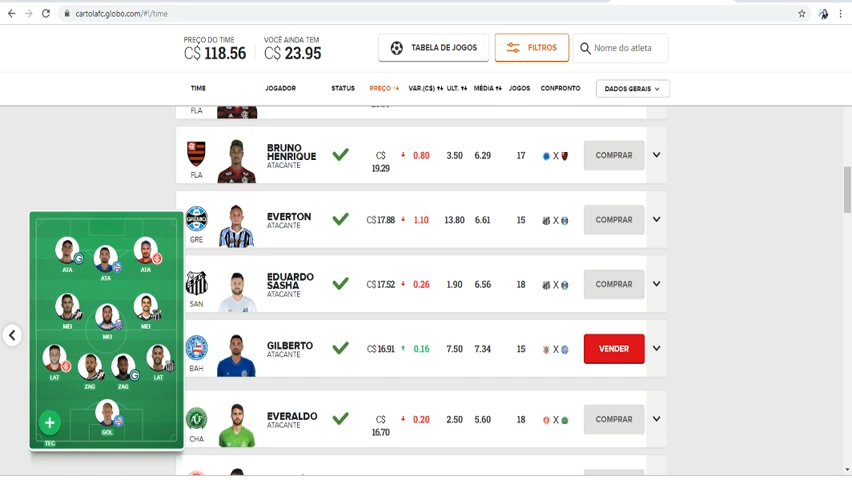 cartolafc.globo.com/#!/time
PREÇO DO TIME
C$ 118.56
VOCÊ AINDA TEM
C$ 23.95
TABELA DE JOGOS
FILTROS
Nome do atleta
TIME JOGADOR STATUS PREÇO VAR.(C$) ULT. MÉDIA JOGOS CONFRONTO DADOS GERAIS
FLA
BRUNO HENRIQUE
ATACANTE
FLA
C$ 19.29 0.80 3.50 6.29 17 X COMPRAR
EVERTON
ATACANTE
GRE
C$ 17.88 1.10 13.80 6.61 15 X COMPRAR
EDUARDO SASHA
ATACANTE
SAN
C$ 17.52 0.26 1.90 6.56 18 X COMPRAR
GILBERTO
ATACANTE
BAH
C$ 16.91 0.16 7.50 7.34 15 X VENDER
EVERALDO
ATACANTE
CHA
C$ 16.70 0.20 2.50 5.60 18 X COMPRAR
ATA ATA ATA
MEI MEI MEI
LAT ZAG ZAG LAT
GOL
TEC